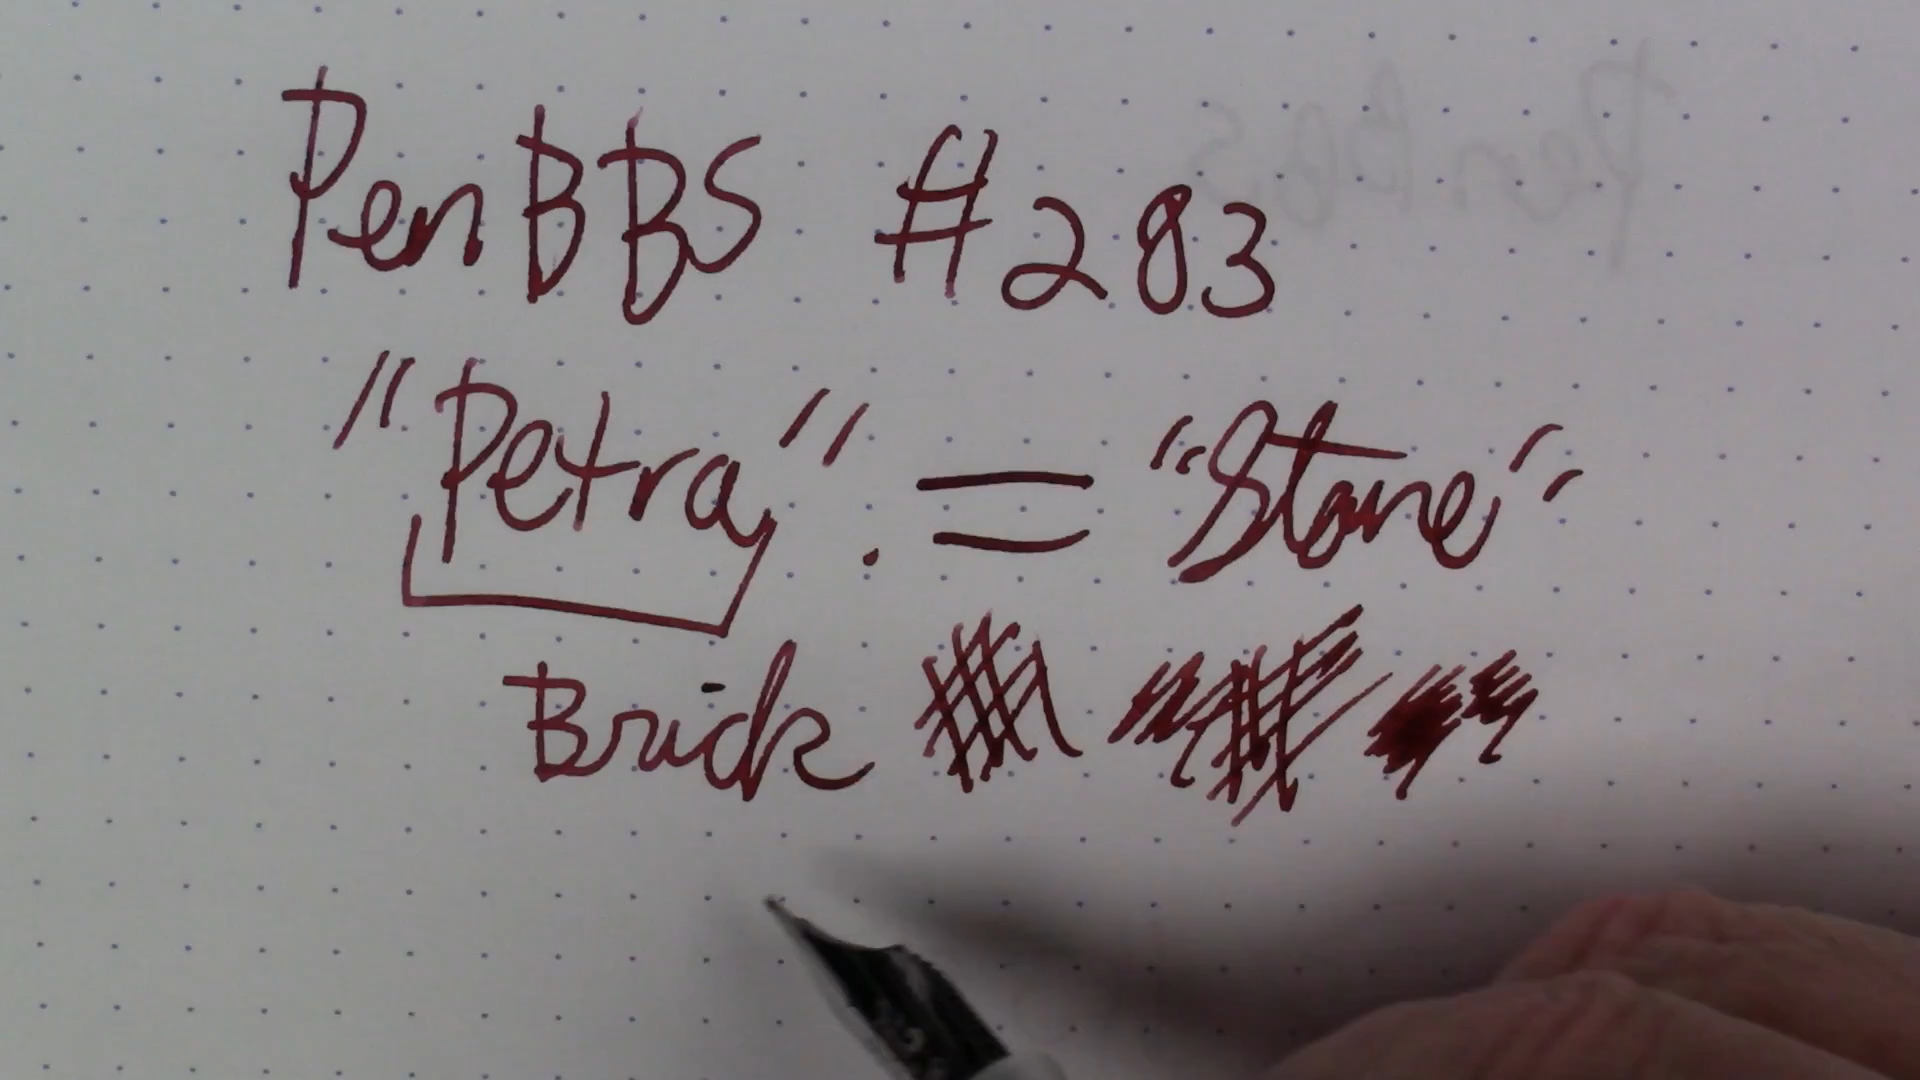 PenBBS #283
"Petra". = "Stone"
Brick